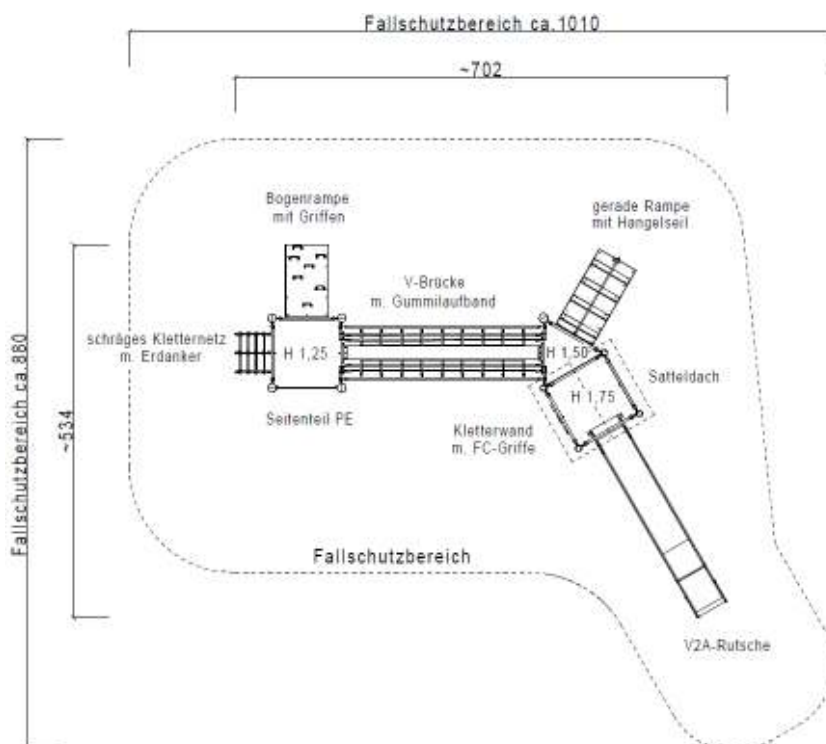 Fallschutzbereich ca.1010
~702
Bogenrampe
mit Griffen
gerade Rampe
mit Hangelseil
V-Brücke
m. Gummilaufband
schräges Kletternetz
m. Erdanker
H 1,25
H 1,50
H 1,75
Satteldach
Seitenteil PE
Kletterwand
m. FC-Griffe
Fallschutzbereich ca.860
~534
Fallschutzbereich
V2A-Rutsche